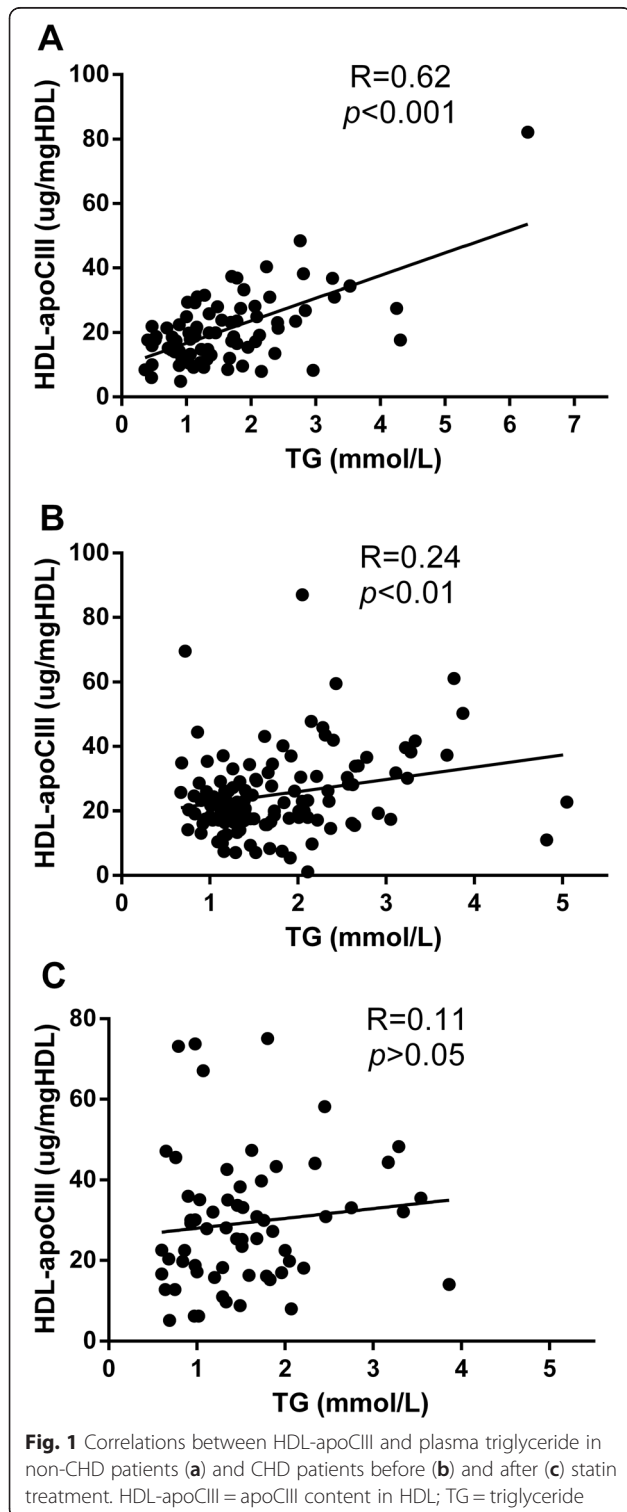 A
R=0.62
p<0.001
100
80
60
40
20
0
HDL-apoCIII (ug/mgHDL)
0 1 2 3 4 5 6 7
TG (mmol/L)
B
R=0.24
p<0.01
100
80
60
40
20
0
HDL-apoCIII (ug/mgHDL)
0 1 2 3 4 5
TG (mmol/L)
C
R=0.11
p>0.05
80
60
40
20
0
HDL-apoCIII (ug/mgHDL)
0 1 2 3 4 5
TG (mmol/L)
Fig. 1 Correlations between HDL-apoCIII and plasma triglyceride in
non-CHD patients (a) and CHD patients before (b) and after (c) statin
treatment. HDL-apoCIII = apoCIII content in HDL; TG = triglyceride